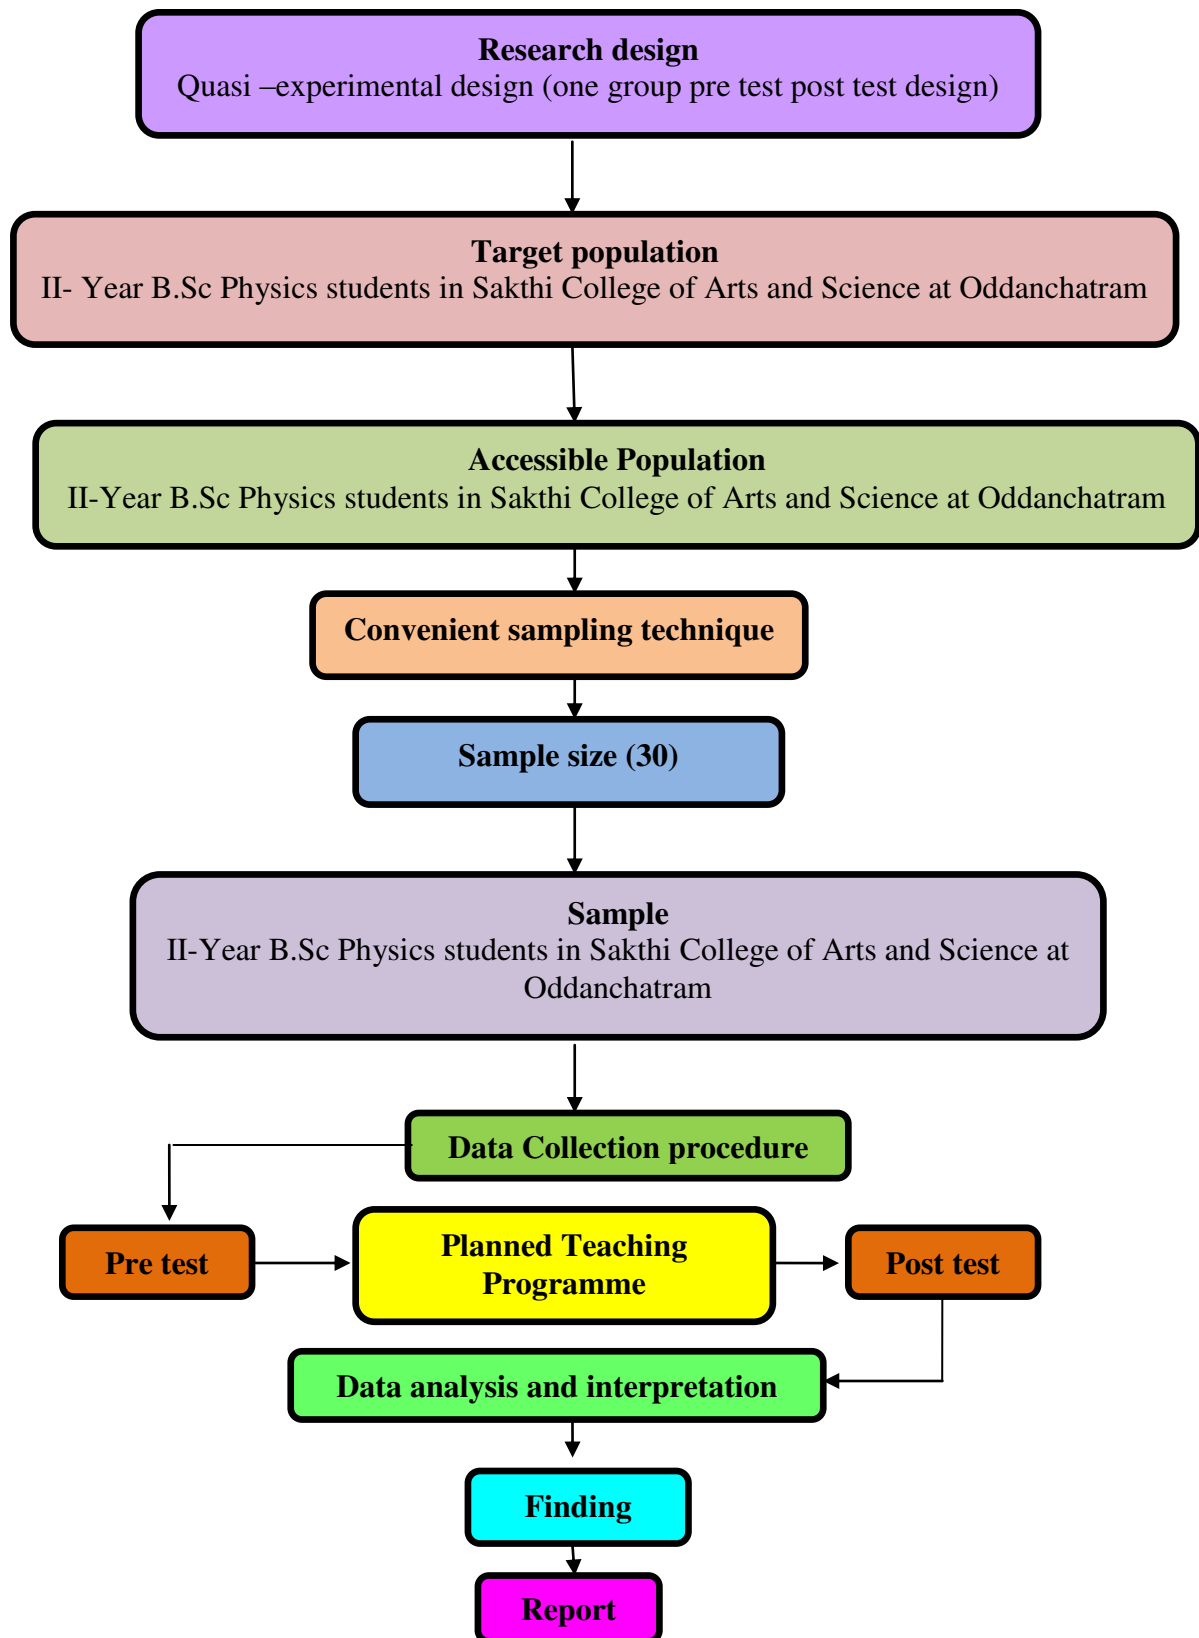 Research design
Quasi –experimental design (one group pre test post test design)
Target population
II- Year B.Sc Physics students in Sakthi College of Arts and Science at Oddanchatram
Accessible Population
II-Year B.Sc Physics students in Sakthi College of Arts and Science at Oddanchatram
Convenient sampling technique
Sample size (30)
Sample
II-Year B.Sc Physics students in Sakthi College of Arts and Science at
Oddanchatram
Data Collection procedure
Pre test
Planned Teaching
Programme
Post test
Data analysis and interpretation
Finding
Report